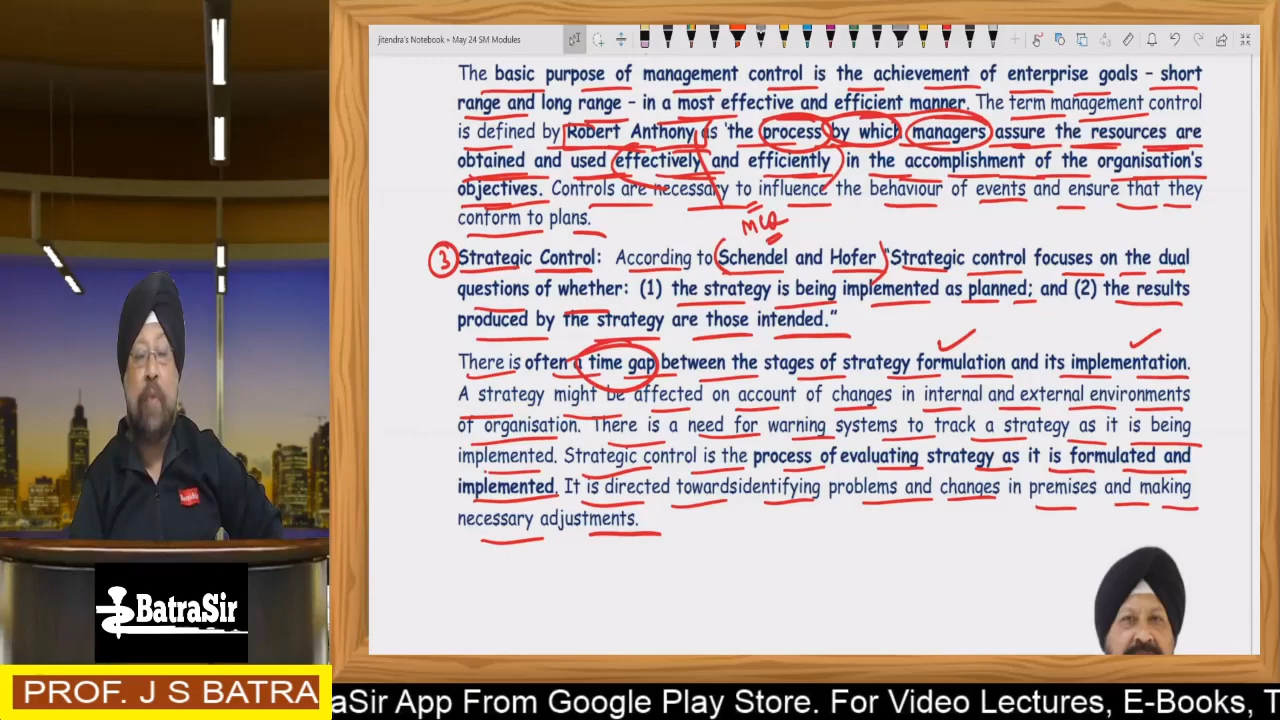 jitendra's Notebook » May 24 SM Modules
The basic purpose of management control is the achievement of enterprise goals - short
range and long range - in a most effective and efficient manner. The term management control
is defined by Robert Anthony as 'the process by which managers assure the resources are
obtained and used effectively and efficiently in the accomplishment of the organisation's
objectives. Controls are necessary to influence the behaviour of events and ensure that they
conform to plans.
MCQ
3 Strategic Control: According to Schendel and Hofer "Strategic control focuses on the dual
questions of whether: (1) the strategy is being implemented as planned; and (2) the results
produced by the strategy are those intended."
There is often a time gap between the stages of strategy formulation and its implementation.
A strategy might be affected on account of changes in internal and external environments
of organisation. There is a need for warning systems to track a strategy as it is being
implemented. Strategic control is the process of evaluating strategy as it is formulated and
implemented. It is directed towardsidentifying problems and changes in premises and making
necessary adjustments.
BatraSir
BatraSir
PROF. J S BATRA
raSir App From Google Play Store. For Video Lectures, E-Books, T